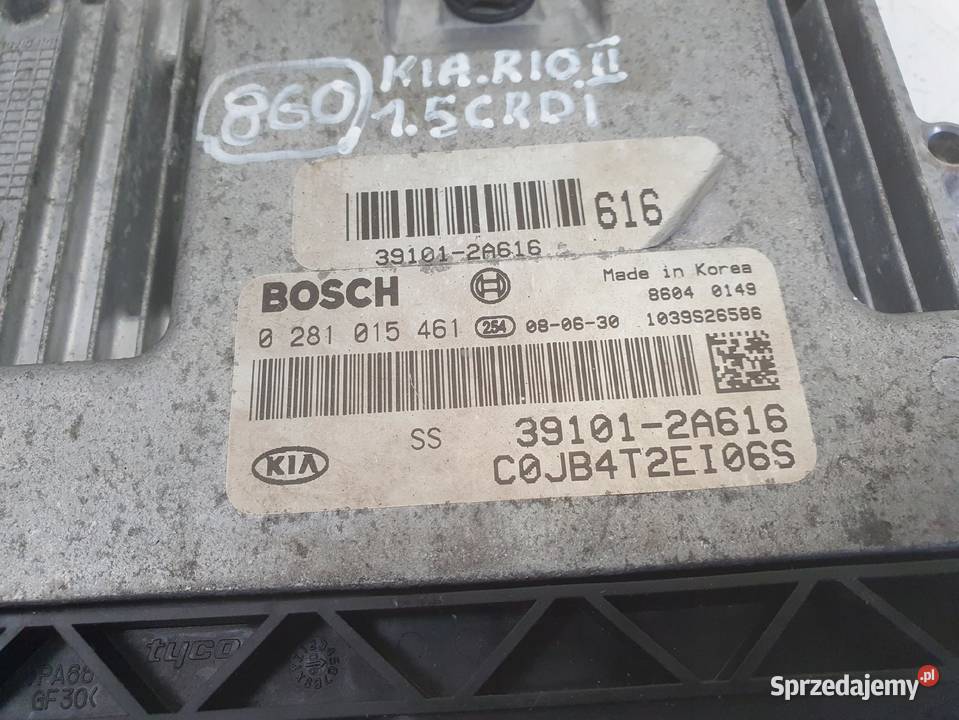 KIA.RIO.II
860
1.5CRDI
616
39101-2A616
BOSCH
Made in Korea
8604 0149
0 281 015 461 254 08-06-30 1039S26586
SS
39101-2A616
KIA
C0JB4T2EI06S
tyco
PA66
GF30
Sprzedajemy.pl